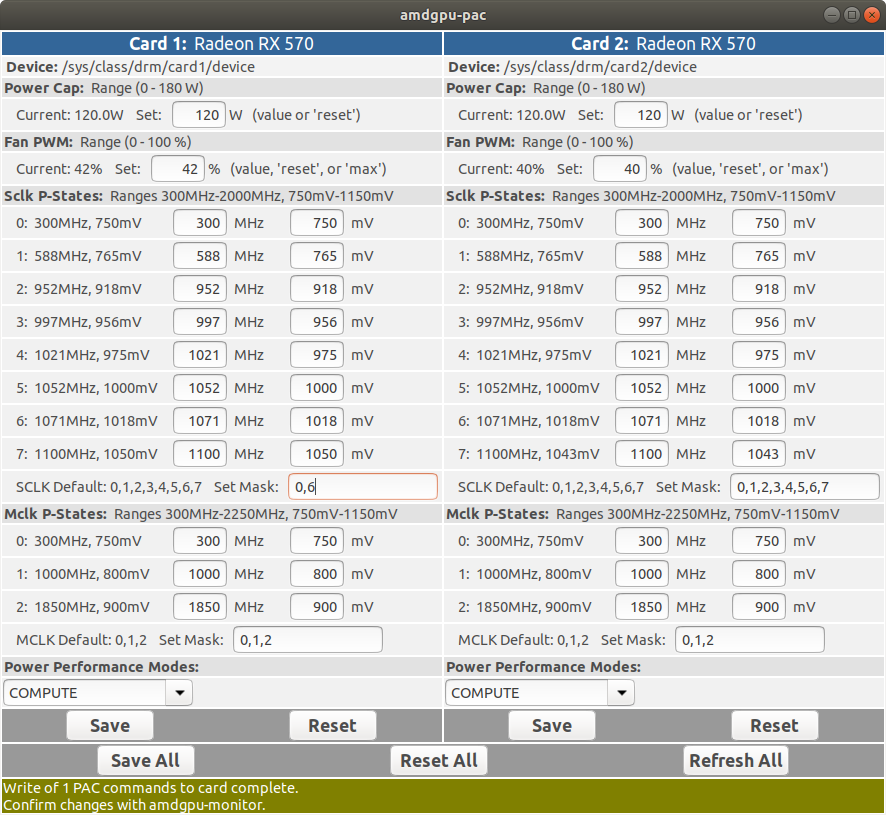 amdgpu-pac
Card 1: Radeon RX 570
Device: /sys/class/drm/card1/device
Power Cap: Range (0 - 180 W)
Current: 120.0W Set: 120 W (value or 'reset')
Fan PWM: Range (0 - 100 %)
Current: 42% Set: 42 % (value, 'reset', or 'max')
Sclk P-States: Ranges 300MHz-2000MHz, 750mV-1150mV
0: 300MHz, 750mV 300 MHz 750 mV
1: 588MHz, 765mV 588 MHz 765 mV
2: 952MHz, 918mV 952 MHz 918 mV
3: 997MHz, 956mV 997 MHz 956 mV
4: 1021MHz, 975mV 1021 MHz 975 mV
5: 1052MHz, 1000mV 1052 MHz 1000 mV
6: 1071MHz, 1018mV 1071 MHz 1018 mV
7: 1100MHz, 1050mV 1100 MHz 1050 mV
SCLK Default: 0,1,2,3,4,5,6,7 Set Mask: 0,6
Mclk P-States: Ranges 300MHz-2250MHz, 750mV-1150mV
0: 300MHz, 750mV 300 MHz 750 mV
1: 1000MHz, 800mV 1000 MHz 800 mV
2: 1850MHz, 900mV 1850 MHz 900 mV
MCLK Default: 0,1,2 Set Mask: 0,1,2
Power Performance Modes:
COMPUTE
Save Reset
Card 2: Radeon RX 570
Device: /sys/class/drm/card2/device
Power Cap: Range (0 - 180 W)
Current: 120.0W Set: 120 W (value or 'reset')
Fan PWM: Range (0 - 100 %)
Current: 40% Set: 40 % (value, 'reset', or 'max')
Sclk P-States: Ranges 300MHz-2000MHz, 750mV-1150mV
0: 300MHz, 750mV 300 MHz 750 mV
1: 588MHz, 765mV 588 MHz 765 mV
2: 952MHz, 918mV 952 MHz 918 mV
3: 997MHz, 956mV 997 MHz 956 mV
4: 1021MHz, 975mV 1021 MHz 975 mV
5: 1052MHz, 1000mV 1052 MHz 1000 mV
6: 1071MHz, 1018mV 1071 MHz 1018 mV
7: 1100MHz, 1043mV 1100 MHz 1043 mV
SCLK Default: 0,1,2,3,4,5,6,7 Set Mask: 0,1,2,3,4,5,6,7
Mclk P-States: Ranges 300MHz-2250MHz, 750mV-1150mV
0: 300MHz, 750mV 300 MHz 750 mV
1: 1000MHz, 800mV 1000 MHz 800 mV
2: 1850MHz, 900mV 1850 MHz 900 mV
MCLK Default: 0,1,2 Set Mask: 0,1,2
Power Performance Modes:
COMPUTE
Save Reset
Save All Reset All Refresh All
Write of 1 PAC commands to card complete.
Confirm changes with amdgpu-monitor.